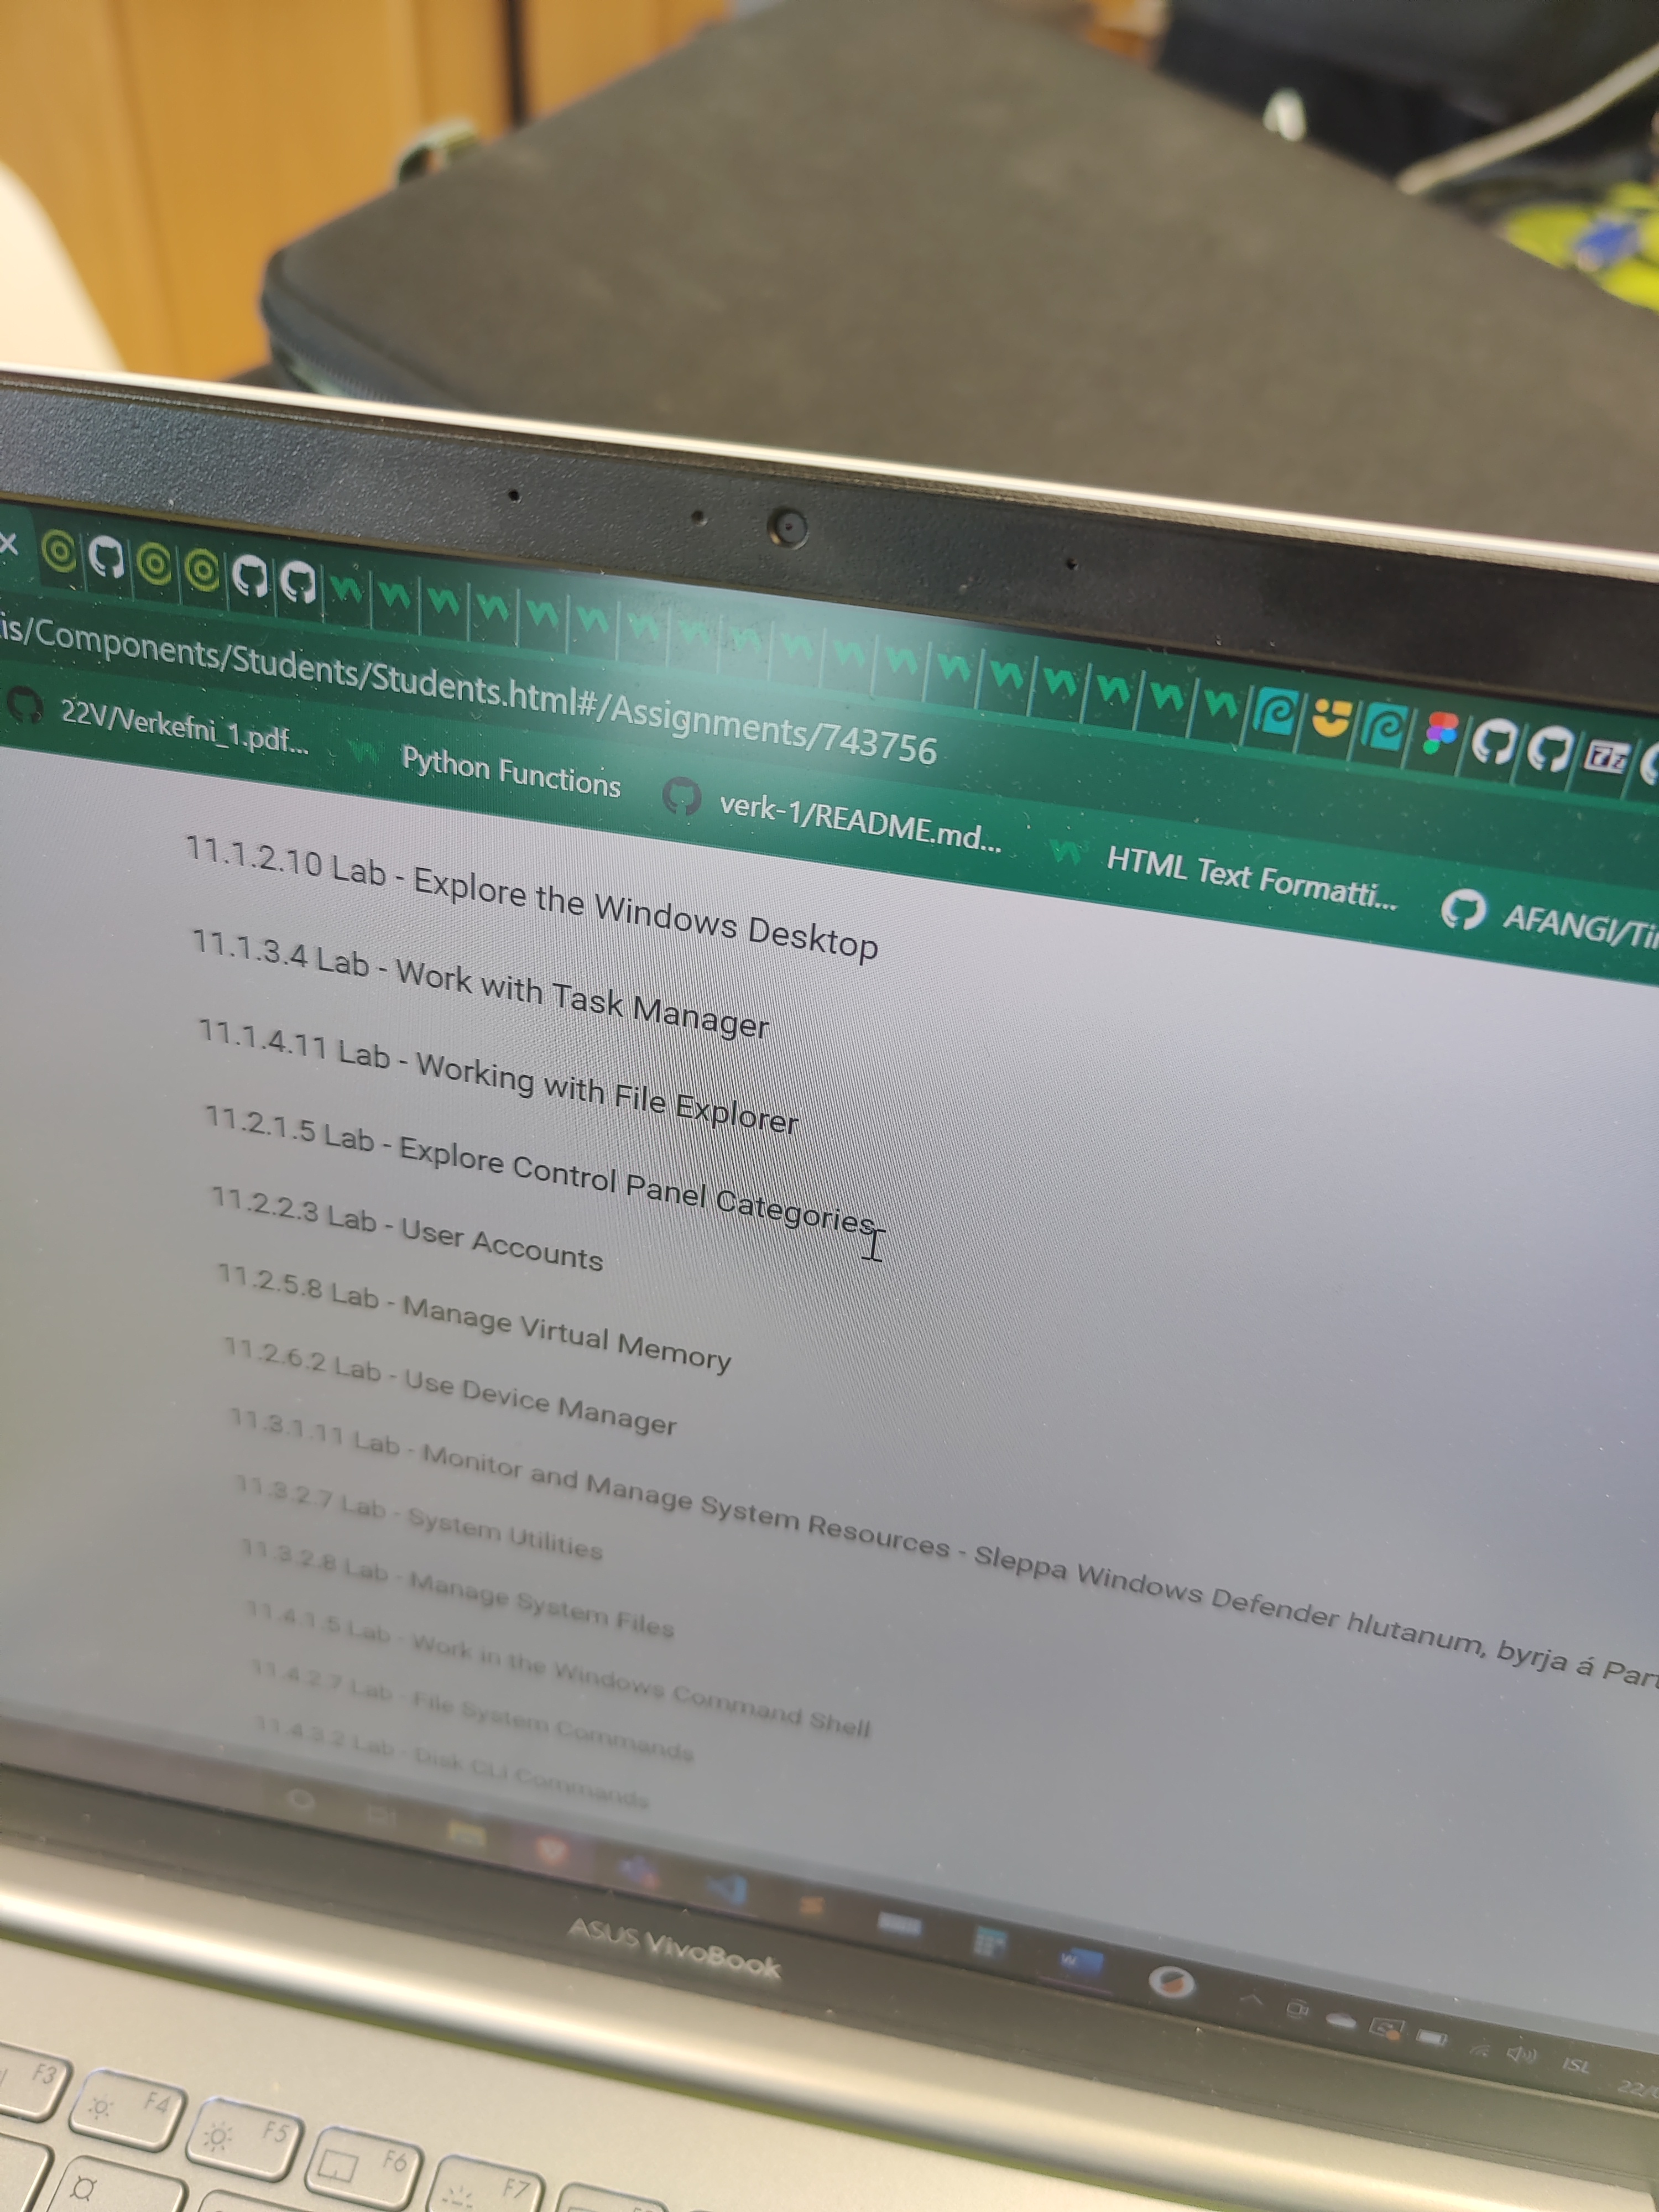 is/Components/Students/Students.html#/Assignments/743756
22V/Verkefni_1.pdf... Python Functions verk-1/README.md... HTML Text Formatti... AFANGI/Ti
11.1.2.10 Lab - Explore the Windows Desktop
11.1.3.4 Lab - Work with Task Manager
11.1.4.11 Lab - Working with File Explorer
11.2.1.5 Lab - Explore Control Panel Categories
11.2.2.3 Lab - User Accounts
11.2.5.8 Lab - Manage Virtual Memory
11.2.6.2 Lab - Use Device Manager
11.3.1.11 Lab - Monitor and Manage System Resources - Sleppa Windows Defender hlutanum, byrja á Part
11.3.2.7 Lab - System Utilities
11.3.2.8 Lab - Manage System Files
11.4.1.5 Lab - Work in the Windows Command Shell
11.4.2.7 Lab - File System Commands
11.4.3.2 Lab - Disk CLI Commands
ISL
22/0
ASUS VivoBook
F3 F4 F5 F6 F7